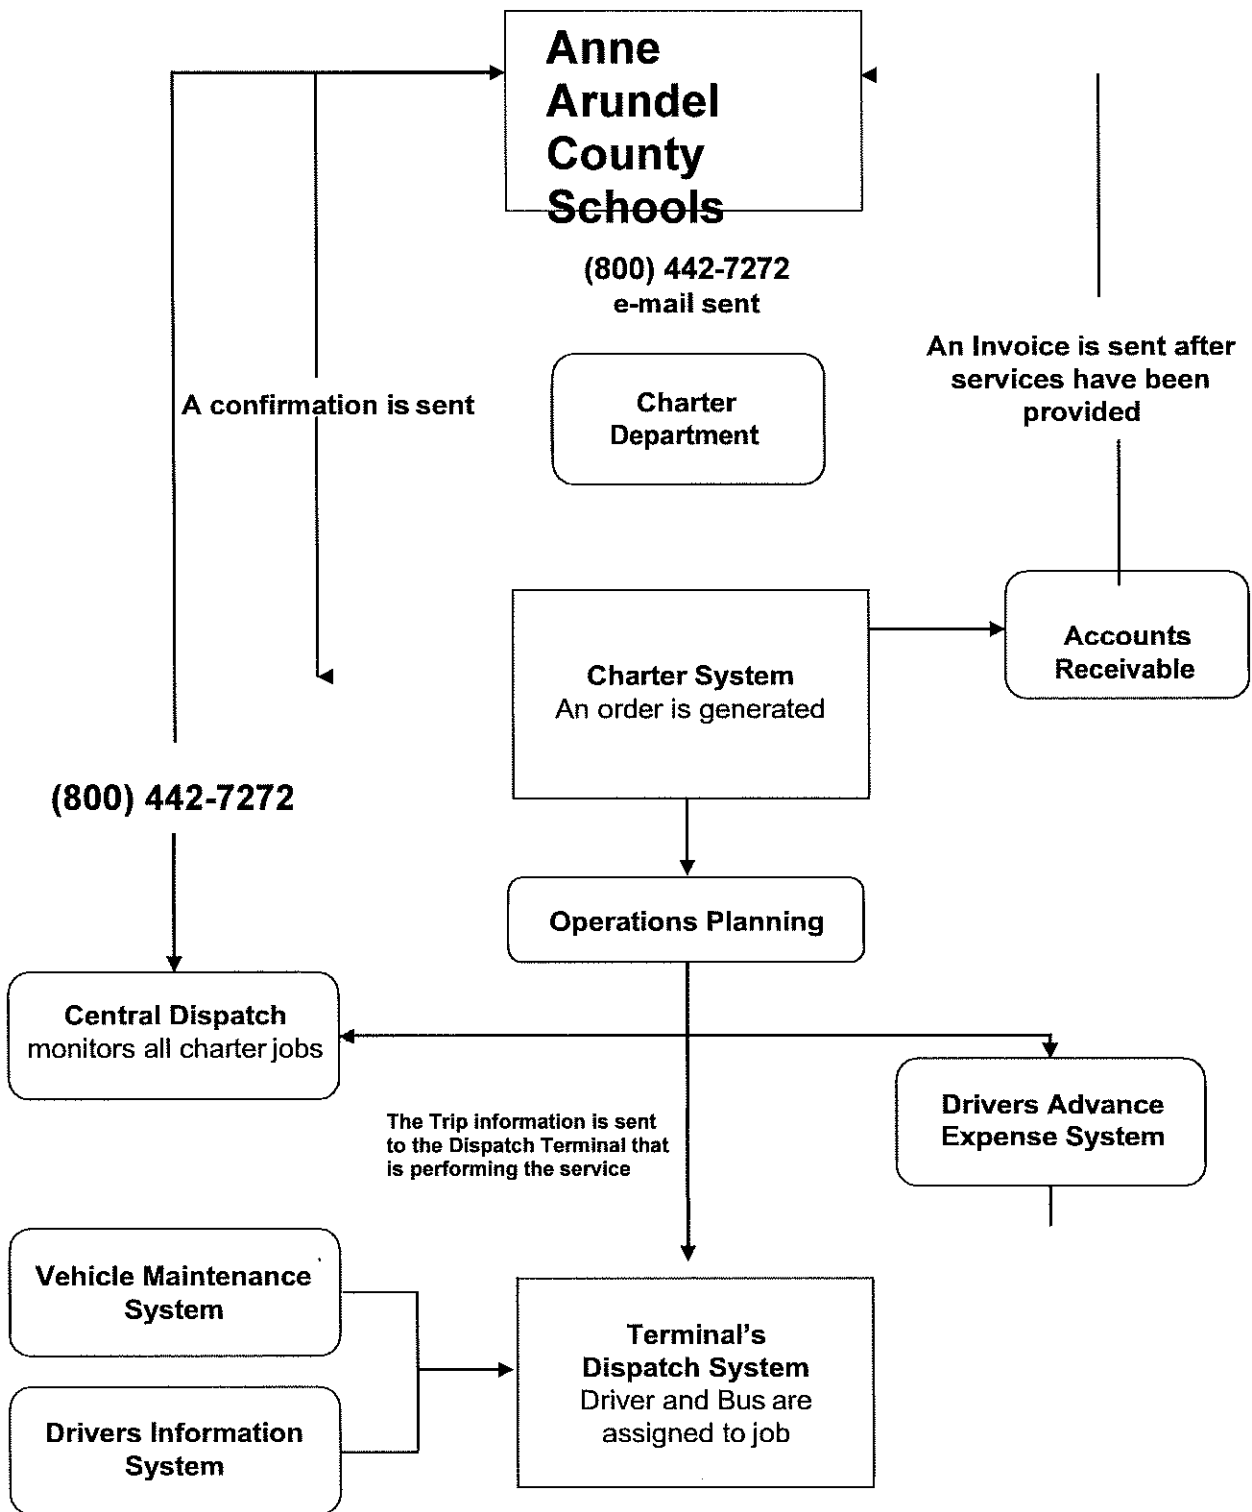 Anne
Arundel
County
Schools
(800) 442-7272
e-mail sent
An Invoice is sent after
services have been
provided
A confirmation is sent
Charter
Department
Accounts
Receivable
Charter System
An order is generated
(800) 442-7272
Operations Planning
Central Dispatch
monitors all charter jobs
Drivers Advance
Expense System
The Trip information is sent
to the Dispatch Terminal that
is performing the service
Vehicle Maintenance
System
Terminal's
Dispatch System
Driver and Bus are
assigned to job
Drivers Information
System